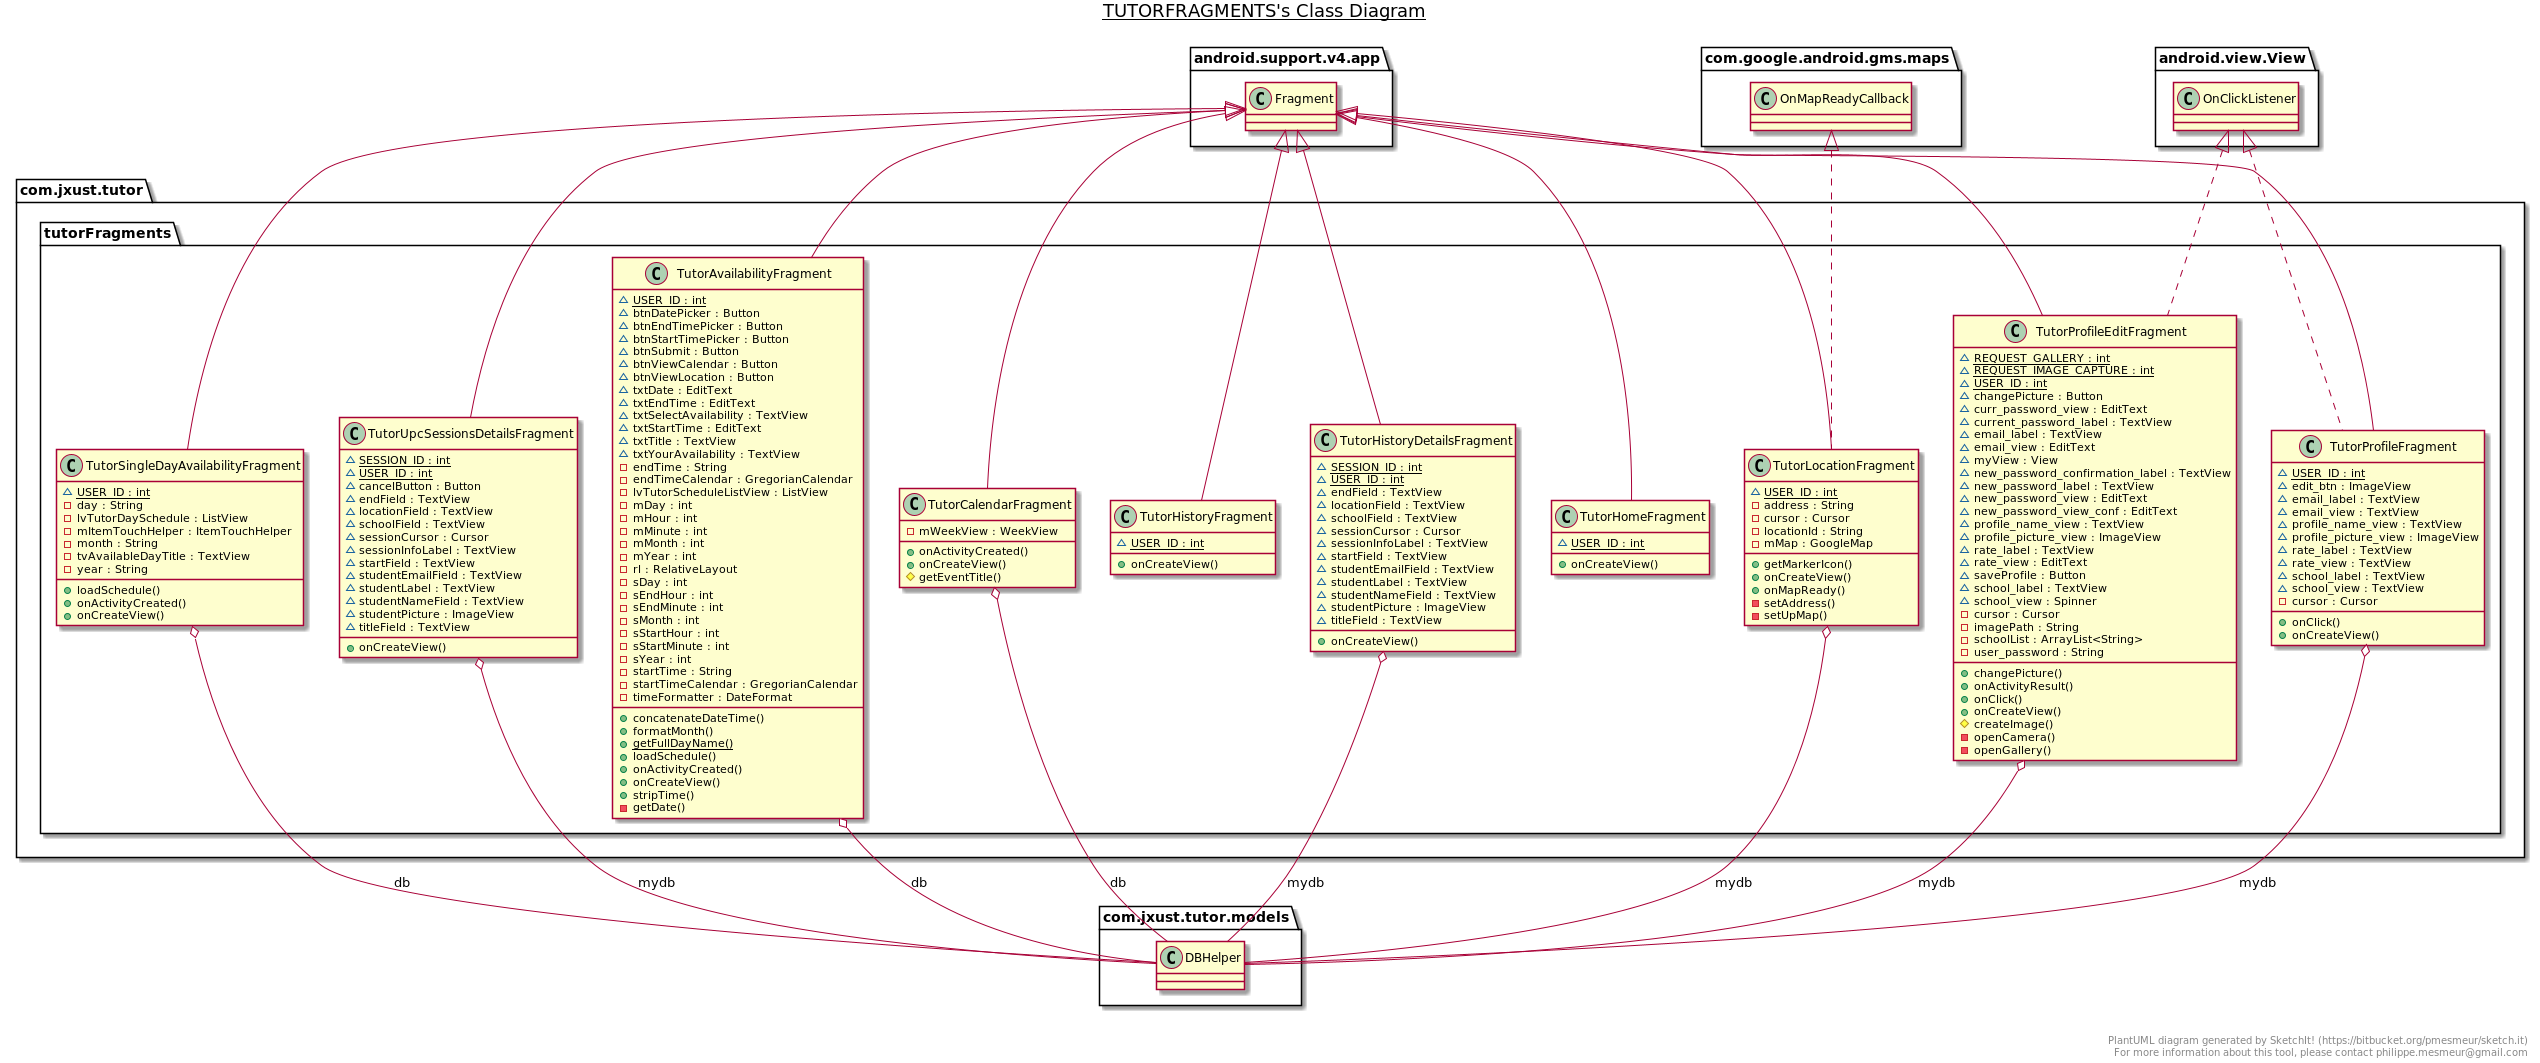 TUTORFRAGMENTS's Class Diagram
android.support.v4.app
Fragment
com.google.android.gms.maps
OnMapReadyCallback
android.view.View
OnClickListener
com.jxust.tutor
tutorFragments
TutorSingleDayAvailabilityFragment
USER_ID : int
day : String
lvTutorDaySchedule : ListView
mItemTouchHelper : ItemTouchHelper
month : String
tvAvailableDayTitle : TextView
year : String
loadSchedule()
onActivityCreated()
onCreateView()
TutorUpcSessionsDetailsFragment
SESSION_ID : int
USER_ID : int
cancelButton : Button
endField : TextView
locationField : TextView
schoolField : TextView
sessionCursor : Cursor
sessionInfoLabel : TextView
startField : TextView
studentEmailField : TextView
studentLabel : TextView
studentNameField : TextView
studentPicture : ImageView
titleField : TextView
onCreateView()
TutorAvailabilityFragment
USER_ID : int
btnDatePicker : Button
btnEndTimePicker : Button
btnStartTimePicker : Button
btnSubmit : Button
btnViewCalendar : Button
btnViewLocation : Button
txtDate : EditText
txtEndTime : EditText
txtSelectAvailability : TextView
txtStartTime : EditText
txtTitle : TextView
txtYourAvailability : TextView
endTime : String
endTimeCalendar : GregorianCalendar
lvTutorScheduleListView : ListView
mDay : int
mHour : int
mMinute : int
mMonth : int
mYear : int
rl : RelativeLayout
sDay : int
sEndHour : int
sEndMinute : int
sMonth : int
sStartHour : int
sStartMinute : int
sYear : int
startTime : String
startTimeCalendar : GregorianCalendar
timeFormatter : DateFormat
concatenateDateTime()
formatMonth()
getFullDayName()
loadSchedule()
onActivityCreated()
onCreateView()
stripTime()
getDate()
TutorCalendarFragment
mWeekView : WeekView
onActivityCreated()
onCreateView()
getEventTitle()
TutorHistoryFragment
USER_ID : int
onCreateView()
TutorHistoryDetailsFragment
SESSION_ID : int
USER_ID : int
endField : TextView
locationField : TextView
schoolField : TextView
sessionCursor : Cursor
sessionInfoLabel : TextView
startField : TextView
studentEmailField : TextView
studentLabel : TextView
studentNameField : TextView
studentPicture : ImageView
titleField : TextView
onCreateView()
TutorHomeFragment
USER_ID : int
onCreateView()
TutorLocationFragment
USER_ID : int
address : String
cursor : Cursor
locationId : String
mMap : GoogleMap
getMarkerIcon()
onCreateView()
onMapReady()
setAddress()
setUpMap()
TutorProfileEditFragment
REQUEST_GALLERY : int
REQUEST_IMAGE_CAPTURE : int
USER_ID : int
changePicture : Button
curr_password_view : EditText
current_password_label : TextView
email_label : TextView
email_view : EditText
myView : View
new_password_confirmation_label : TextView
new_password_label : TextView
new_password_view : EditText
new_password_view_conf : EditText
profile_name_view : TextView
profile_picture_view : ImageView
rate_label : TextView
rate_view : EditText
saveProfile : Button
school_label : TextView
school_view : Spinner
cursor : Cursor
imagePath : String
schoolList : ArrayList<String>
user_password : String
changePicture()
onActivityResult()
onClick()
onCreateView()
createImage()
openCamera()
openGallery()
TutorProfileFragment
USER_ID : int
edit_btn : ImageView
email_label : TextView
email_view : TextView
profile_name_view : TextView
profile_picture_view : ImageView
rate_label : TextView
rate_view : TextView
school_label : TextView
school_view : TextView
cursor : Cursor
onClick()
onCreateView()
db
mydb
db
db
mydb
mydb
mydb
mydb
com.jxust.tutor.models
DBHelper
PlantUML diagram generated by SketchIt! (https://bitbucket.org/pmesmeur/sketch.it)
For more information about this tool, please contact philippe.mesmeur@gmail.com